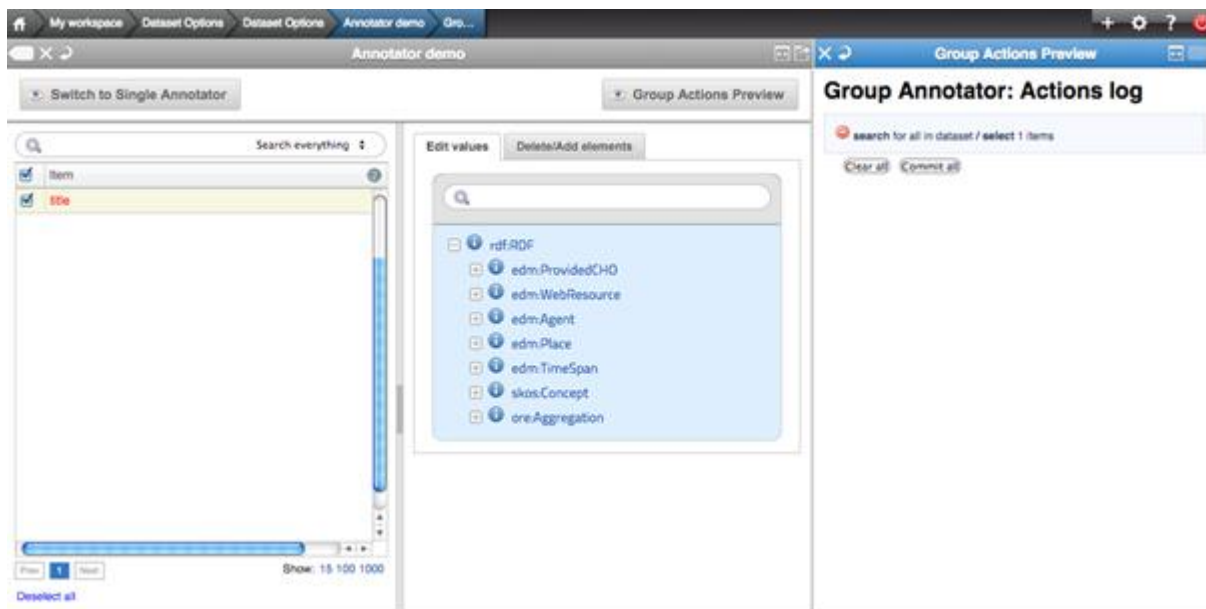 My workspace Dataset Options Dataset Options Annotator demo Gro...
Annotator demo
Group Actions Preview
Switch to Single Annotator
Group Actions Preview
Group Annotator: Actions log
search for all in dataset / select 1 items
Clear all Commit all
Search everything
Item
title
Prev 1 Next
Show: 15 100 1000
Deselect all
Edit values Delete/Add elements
rdf:RDF
edm:ProvidedCHO
edm:WebResource
edm:Agent
edm:Place
edm:TimeSpan
skos:Concept
ore:Aggregation